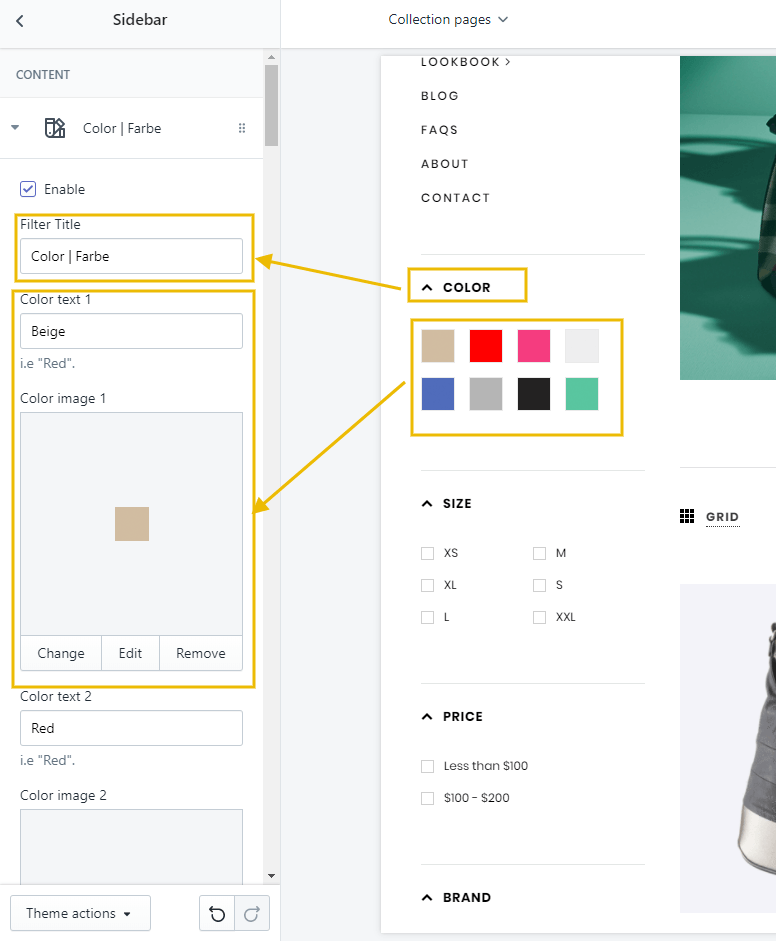 Sidebar
CONTENT
Color | Farbe
Enable
Filter Title
Color | Farbe
Color text 1
Beige
i.e "Red".
Color image 1
Change Edit Remove
Color text 2
Red
i.e "Red".
Color image 2
Theme actions
Collection pages
LOOKBOOK >
BLOG
FAQS
ABOUT
CONTACT
COLOR
SIZE
XS M
XL S
L XXL
PRICE
Less than $100
$100 - $200
BRAND
GRID